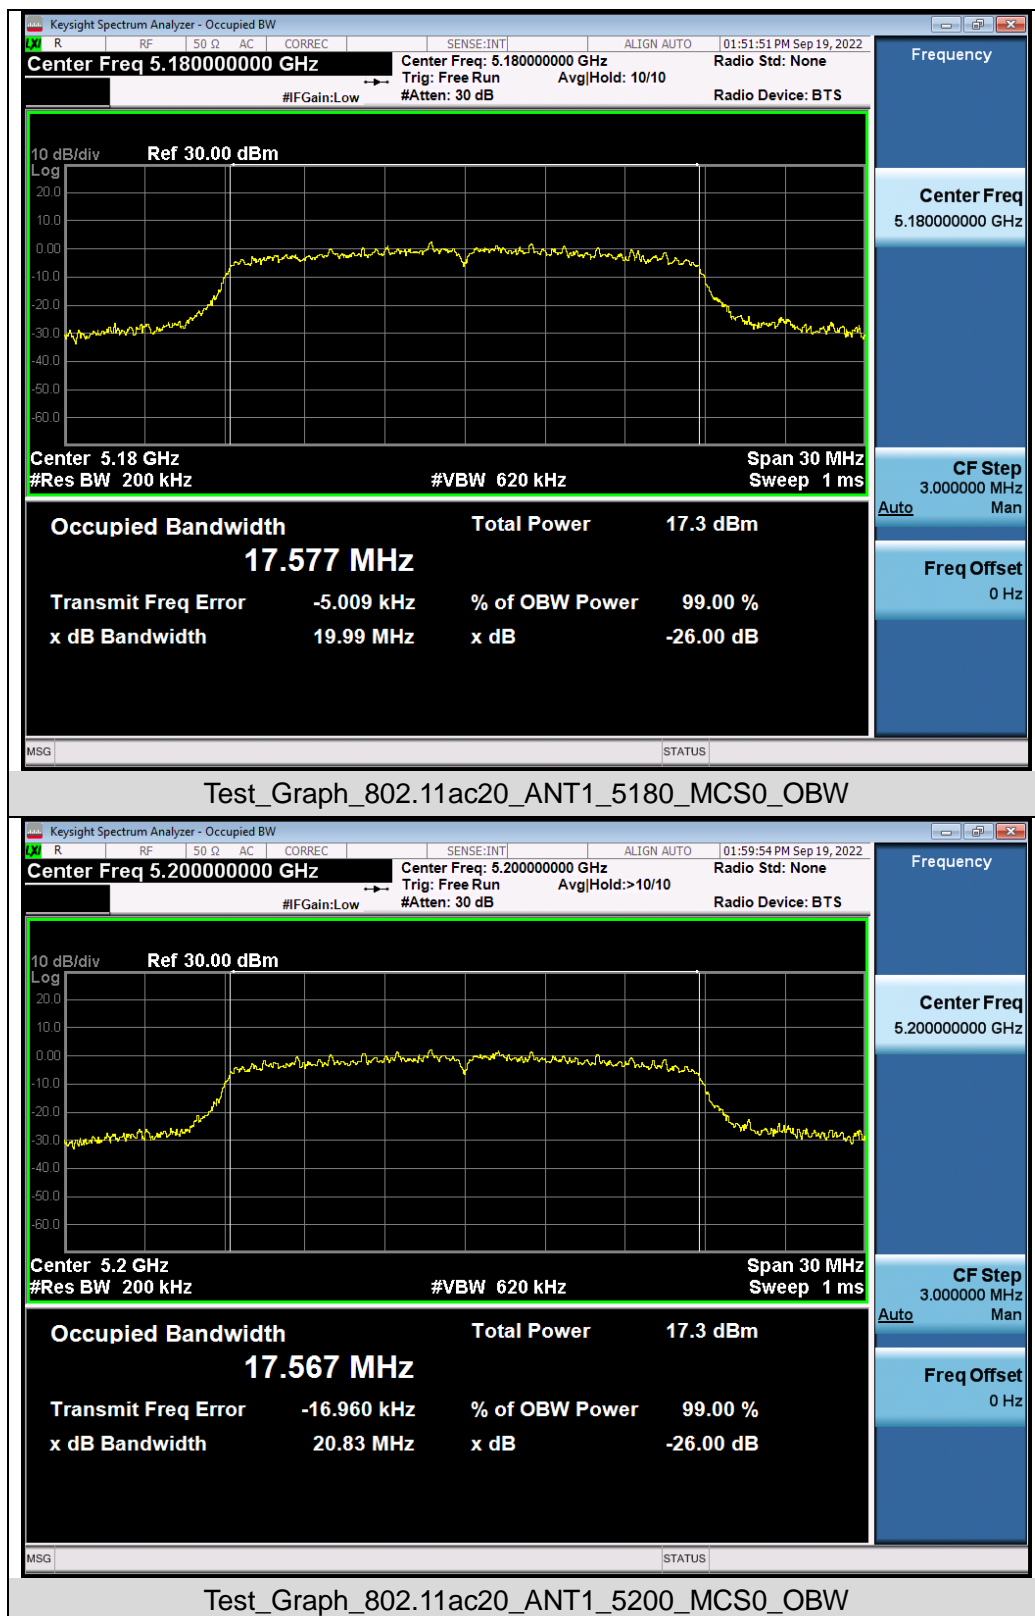 Keysight Spectrum Analyzer - Occupied BW
LXI R RF 50 Ω AC CORREC SENSE:INT ALIGN AUTO 01:51:51 PM Sep 19, 2022
Center Freq 5.180000000 GHz
Center Freq: 5.180000000 GHz Radio Std: None
Trig: Free Run Avg|Hold: 10/10
#IFGain:Low #Atten: 30 dB Radio Device: BTS
Frequency
10 dB/div Ref 30.00 dBm
Log
20.0
10.0
0.00
-10.0
-20.0
-30.0
-40.0
-50.0
-60.0
Center 5.18 GHz Span 30 MHz
#Res BW 200 kHz #VBW 620 kHz Sweep 1 ms
Center Freq
5.180000000 GHz
CF Step
3.000000 MHz
Auto Man
Freq Offset
0 Hz
Occupied Bandwidth Total Power 17.3 dBm
17.577 MHz
Transmit Freq Error -5.009 kHz % of OBW Power 99.00 %
x dB Bandwidth 19.99 MHz x dB -26.00 dB
MSG STATUS
Test_Graph_802.11ac20_ANT1_5180_MCS0_OBW
Keysight Spectrum Analyzer - Occupied BW
LXI R RF 50 Ω AC CORREC SENSE:INT ALIGN AUTO 01:59:54 PM Sep 19, 2022
Center Freq 5.200000000 GHz
Center Freq: 5.200000000 GHz Radio Std: None
Trig: Free Run Avg|Hold:>10/10
#IFGain:Low #Atten: 30 dB Radio Device: BTS
Frequency
10 dB/div Ref 30.00 dBm
Log
20.0
10.0
0.00
-10.0
-20.0
-30.0
-40.0
-50.0
-60.0
Center 5.2 GHz Span 30 MHz
#Res BW 200 kHz #VBW 620 kHz Sweep 1 ms
Center Freq
5.200000000 GHz
CF Step
3.000000 MHz
Auto Man
Freq Offset
0 Hz
Occupied Bandwidth Total Power 17.3 dBm
17.567 MHz
Transmit Freq Error -16.960 kHz % of OBW Power 99.00 %
x dB Bandwidth 20.83 MHz x dB -26.00 dB
MSG STATUS
Test_Graph_802.11ac20_ANT1_5200_MCS0_OBW